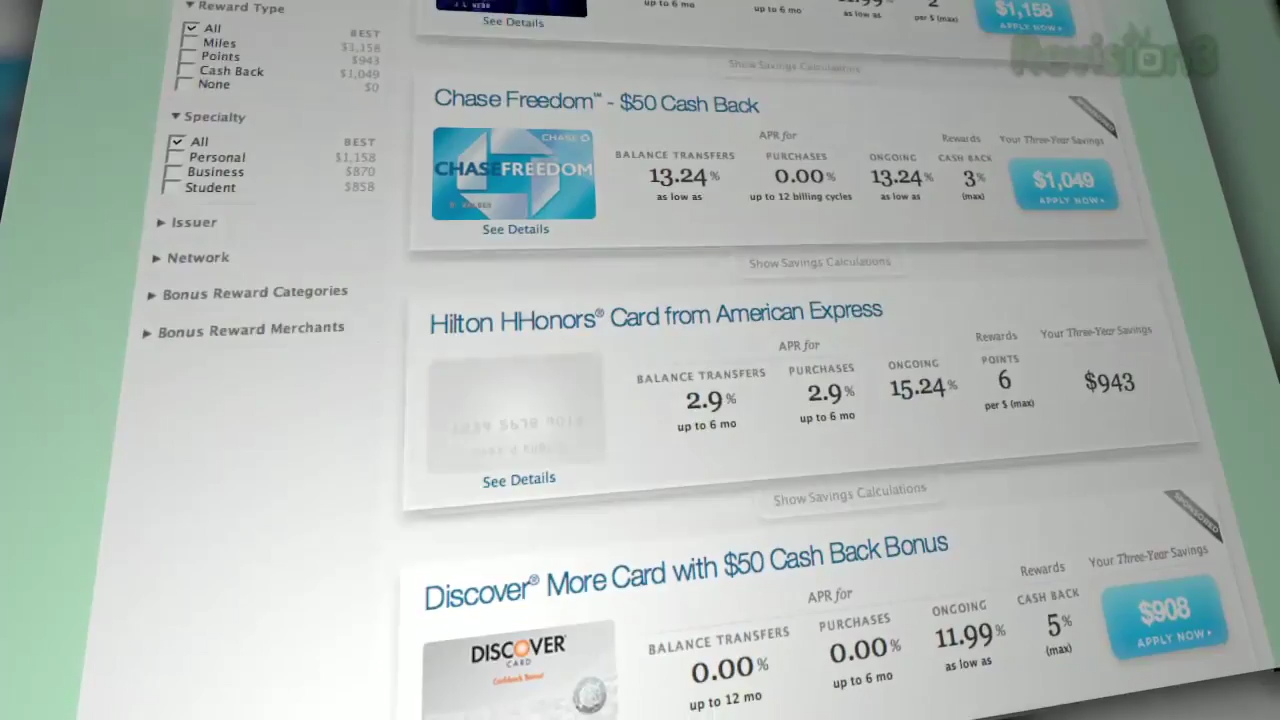 Reward Type
All
Miles
Points
Cash Back
None
BEST
$1,158
$943
$1,049
$0
Specialty
All
Personal
Business
Student
BEST
$1,158
$870
$858
Issuer
Network
Bonus Reward Categories
Bonus Reward Merchants
J L WEBB
See Details
up to 6 mo
up to 6 mo
as low as
per $ (max)
$1,158
APPLY NOW
Revision3
Show Savings Calculations
Chase Freedom™ - $50 Cash Back
SPONSORED
CHASE
CHASE FREEDOM
See Details
APR for
BALANCE TRANSFERS
13.24%
as low as
PURCHASES
0.00%
up to 12 billing cycles
ONGOING
13.24%
as low as
Rewards
CASH BACK
3%
(max)
Your Three-Year Savings
$1,049
APPLY NOW
Show Savings Calculations
Hilton HHonors® Card from American Express
See Details
APR for
BALANCE TRANSFERS
2.9%
up to 6 mo
PURCHASES
2.9%
up to 6 mo
ONGOING
15.24%
Rewards
POINTS
6
per $ (max)
Your Three-Year Savings
$943
Show Savings Calculations
Discover® More Card with $50 Cash Back Bonus
SPONSORED
DISCOVER
CARD
Cashback Bonus
APR for
BALANCE TRANSFERS
0.00%
up to 12 mo
PURCHASES
0.00%
up to 6 mo
ONGOING
11.99%
as low as
Rewards
CASH BACK
5%
(max)
Your Three-Year Savings
$908
APPLY NOW